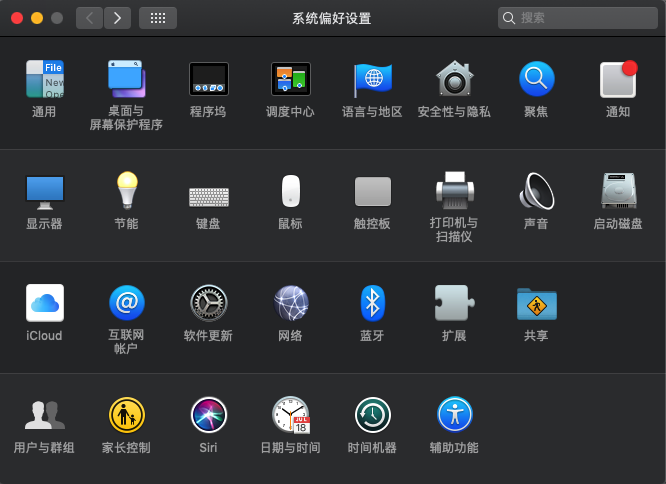 系统偏好设置
搜索
File
New
Ope
通用
桌面与
屏幕保护程序
程序坞
调度中心
语言与地区
安全性与隐私
聚焦
通知
显示器
节能
键盘
鼠标
触控板
打印机与
扫描仪
声音
启动磁盘
iCloud
@
互联网
帐户
软件更新
网络
蓝牙
扩展
共享
用户与群组
家长控制
Siri
JUL
18
日期与时间
时间机器
辅助功能